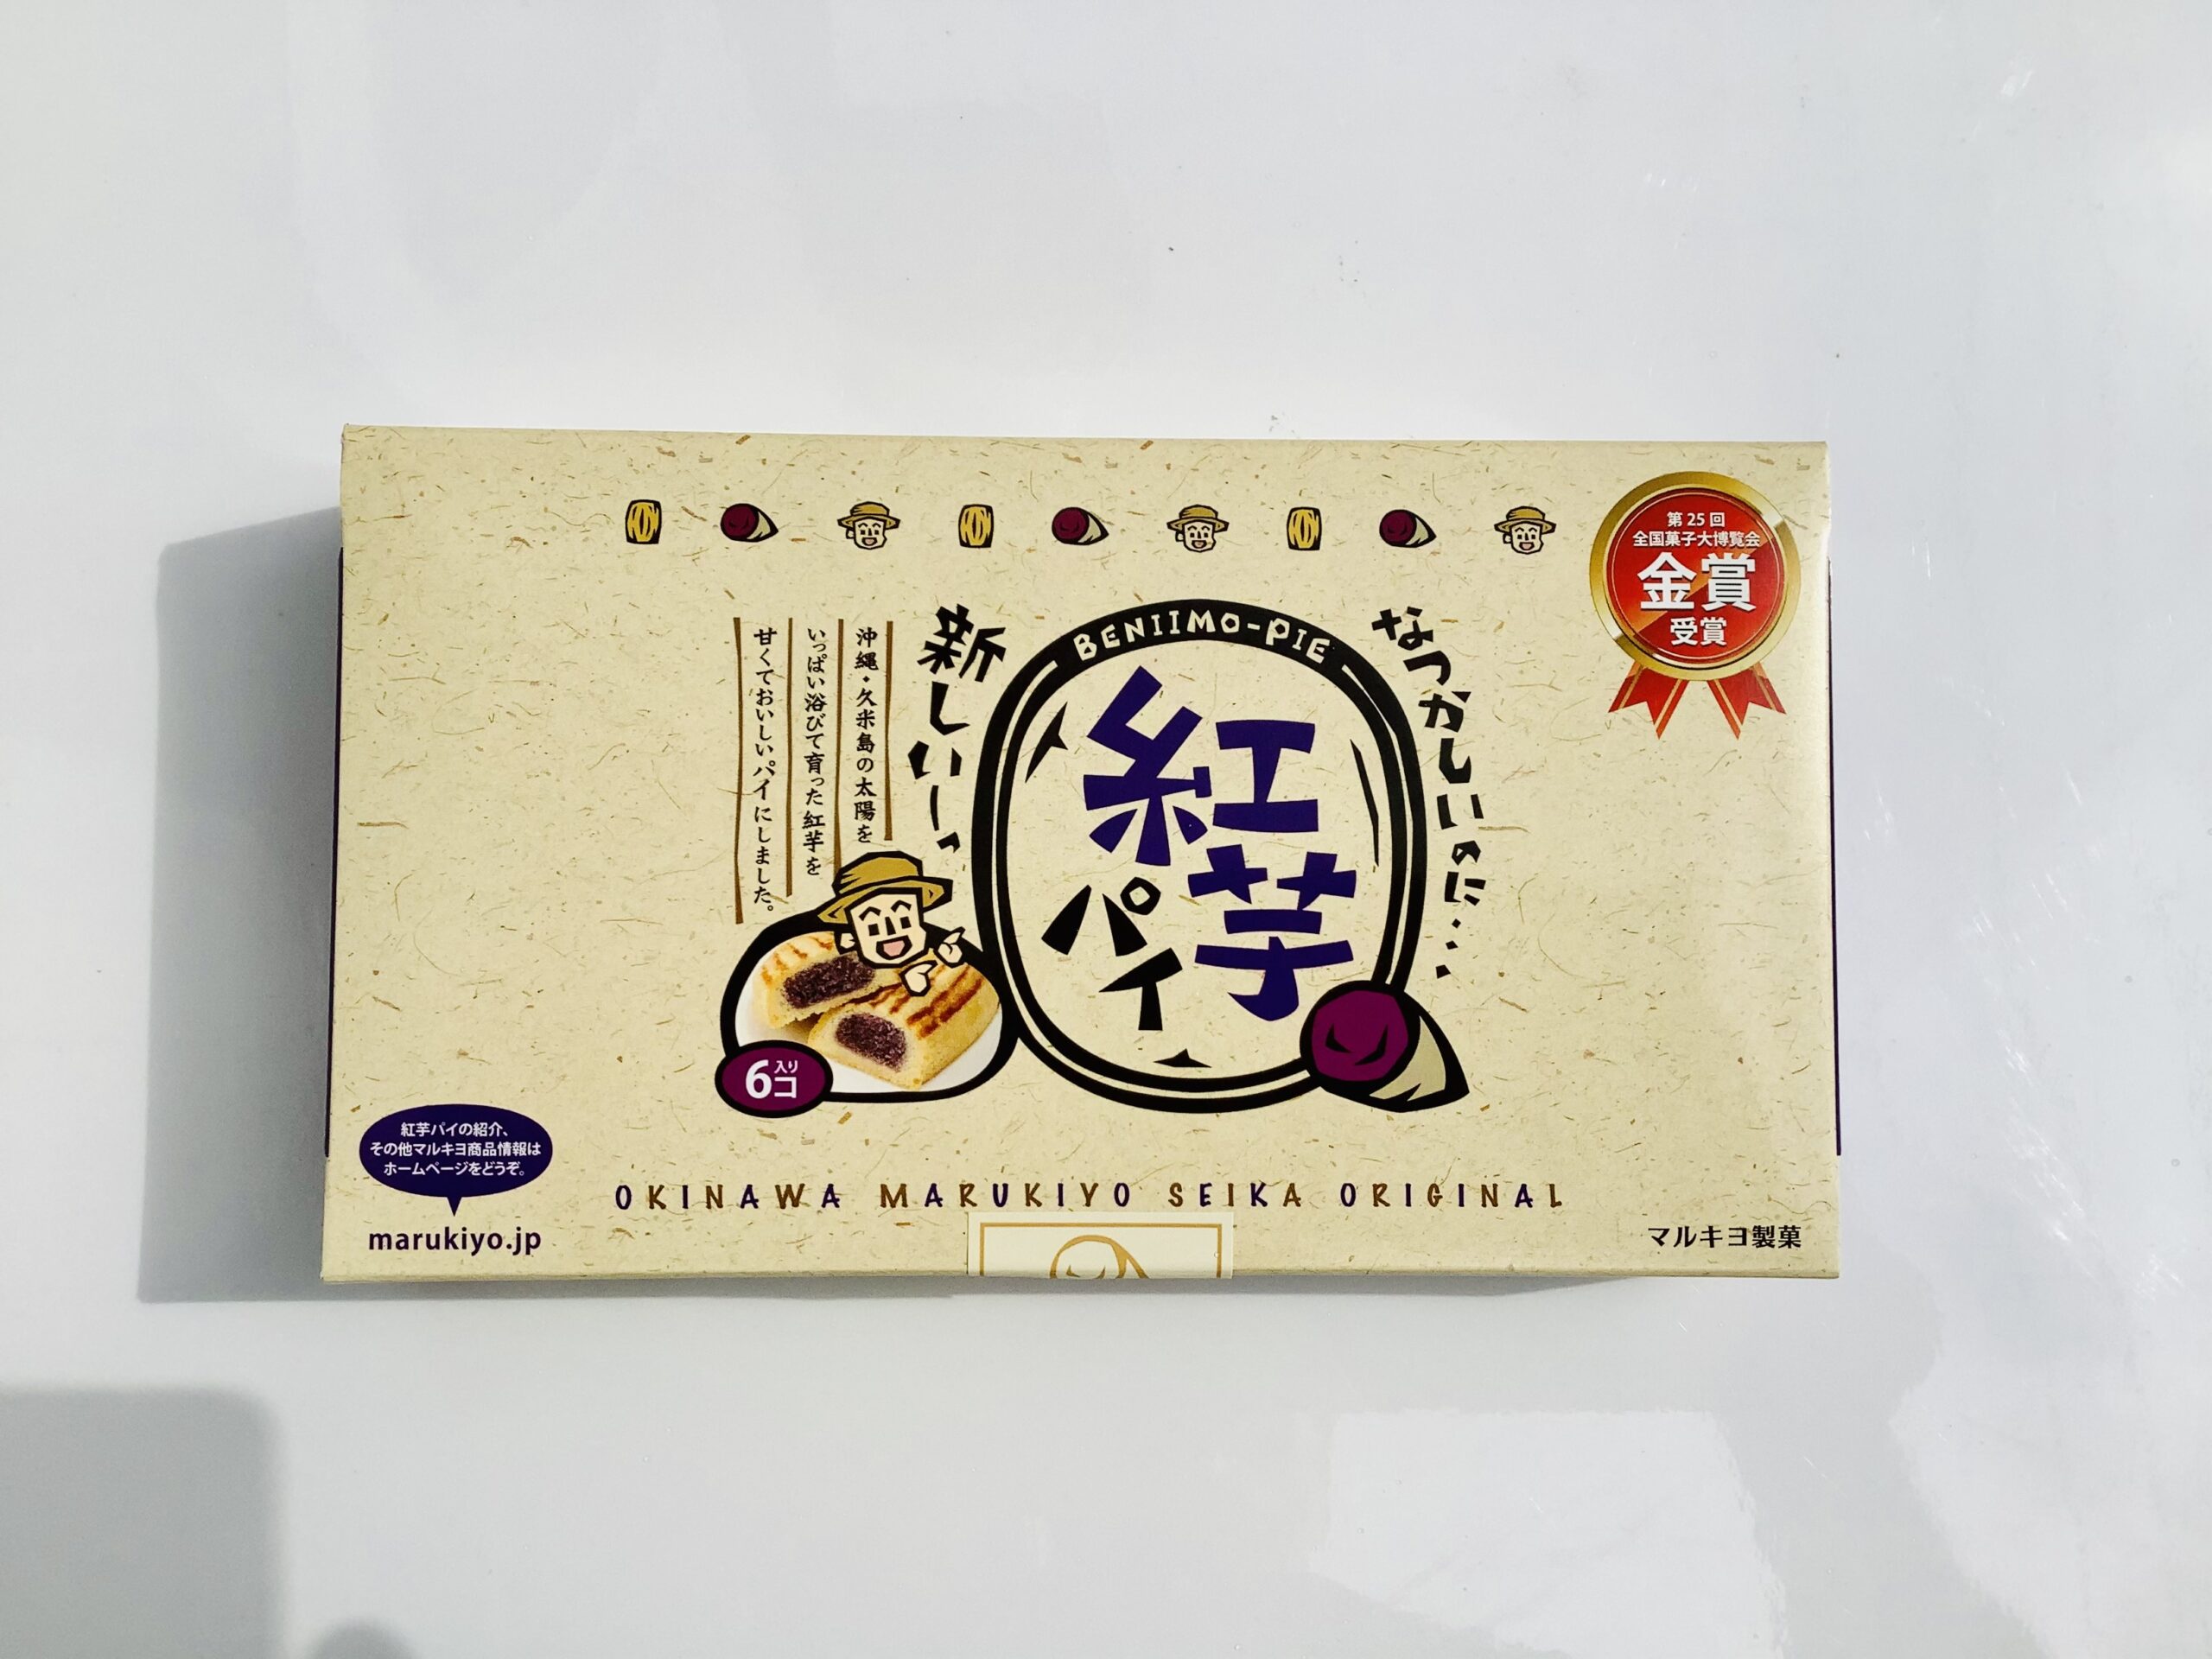 第25回
全国菓子大博覧会
金賞
受賞
なつかしいのに…
BENIIMO-PIE
紅芋
パイ
新しいーっ
沖縄・久米島の太陽を
いっぱい浴びて育った紅芋を
甘くておいしいパイにしました。
6コ入り
紅芋パイの紹介、
その他マルキヨ商品情報は
ホームページをどうぞ。
marukiyo.jp
OKINAWA MARUKIYO SEIKA ORIGINAL
マルキヨ製菓